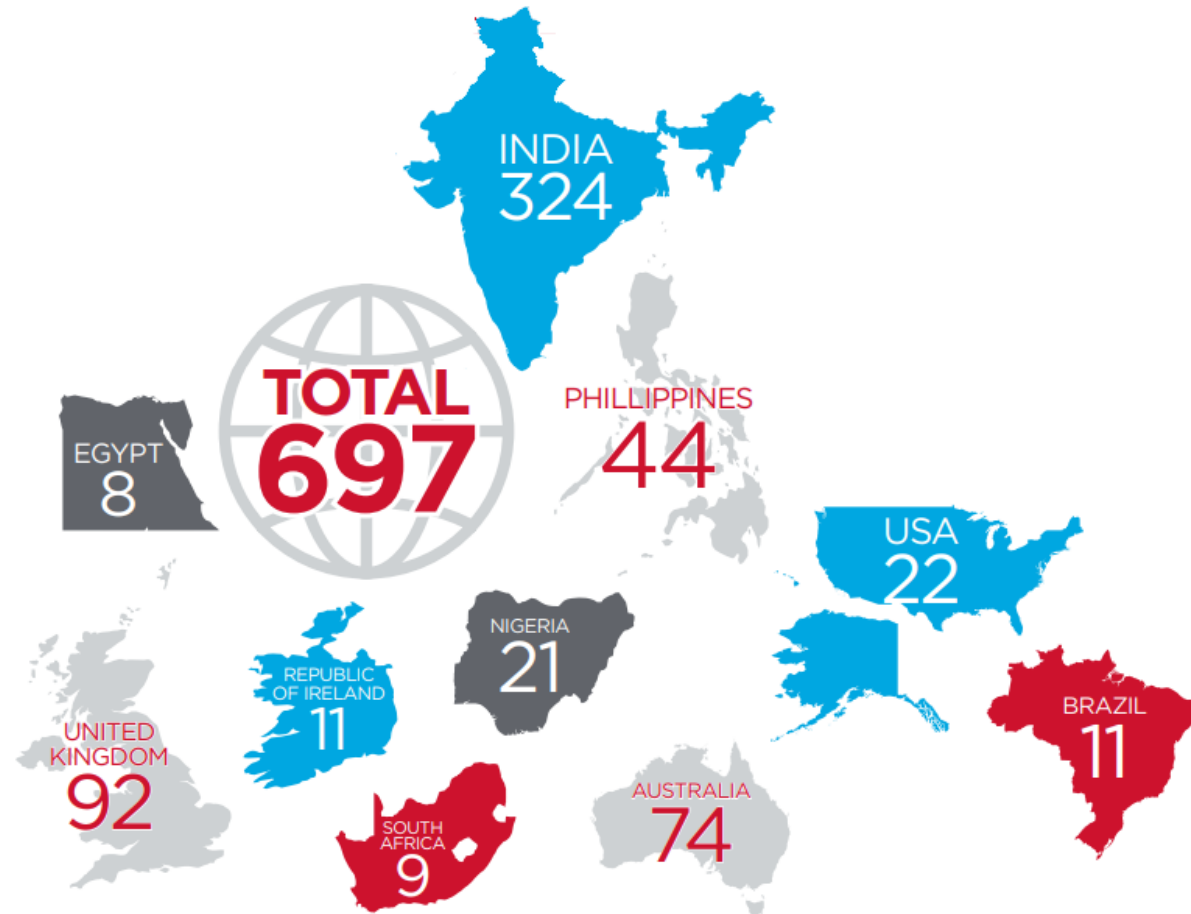 INDIA
324
TOTAL
697
PHILLIPPINES
44
EGYPT
8
USA
22
NIGERIA
21
REPUBLIC
OF IRELAND
11
BRAZIL
11
UNITED
KINGDOM
92
AUSTRALIA
74
SOUTH
AFRICA
9